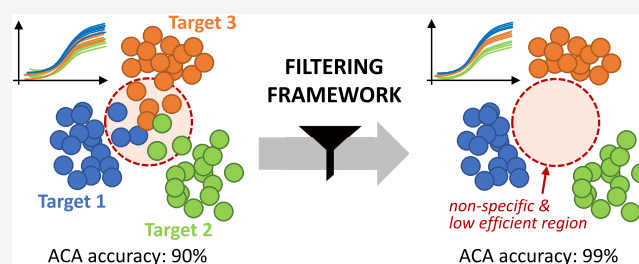 Target 3
FILTERING
FRAMEWORK
Target 1
Target 2
non-specific &
low efficient region
ACA accuracy: 90%
ACA accuracy: 99%